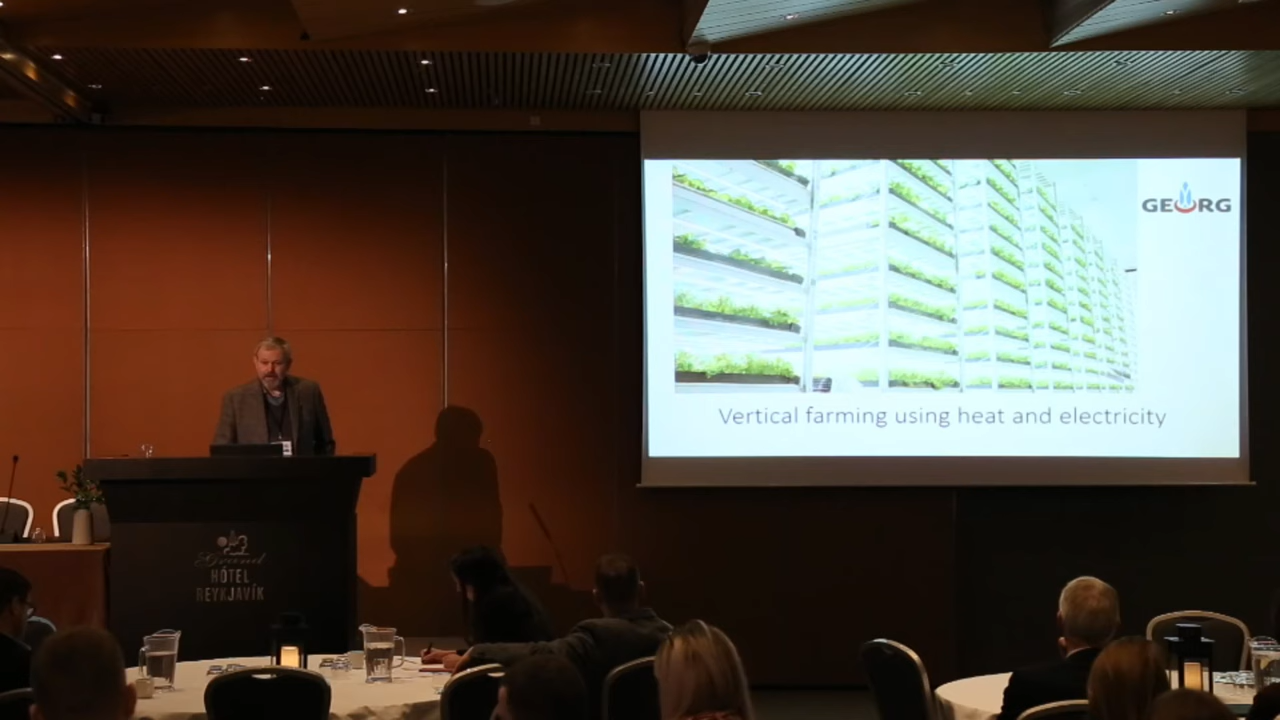 GEORG
Vertical farming using heat and electricity
Grand
HÓTEL
REYKJAVÍK